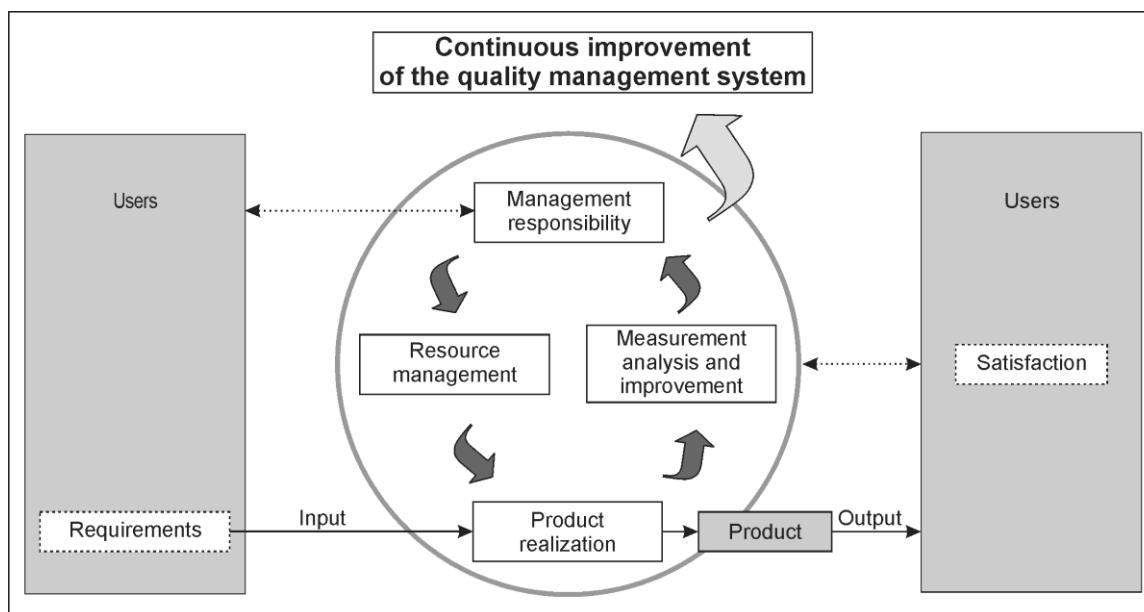 Continuous improvement
of the quality management system
Users
Users
Management
responsibility
Resource
management
Measurement
analysis and
improvement
Satisfaction
Requirements
Input
Product
realization
Product
Output